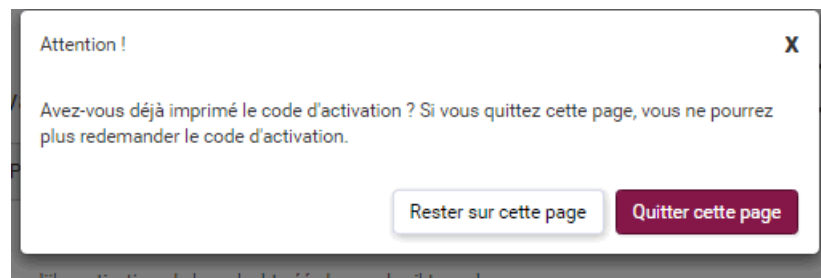 Attention !
X
Avez-vous déjà imprimé le code d'activation ? Si vous quittez cette page, vous ne pourrez
plus redemander le code d'activation.
Rester sur cette page
Quitter cette page